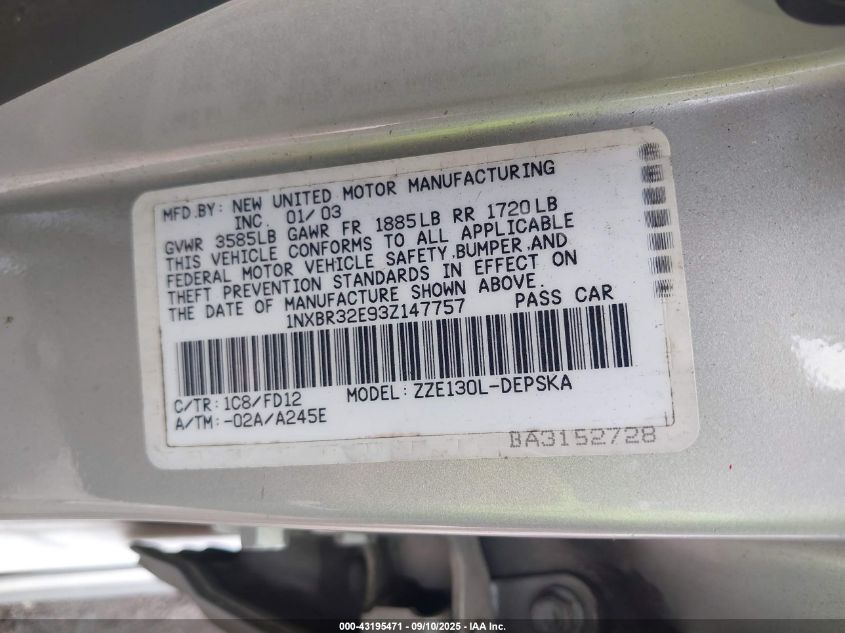 MFD.BY: NEW UNITED MOTOR MANUFACTURING
INC. 01/03
GVWR 3585LB GAWR FR 1885LB RR 1720LB
THIS VEHICLE CONFORMS TO ALL APPLICABLE
FEDERAL MOTOR VEHICLE SAFETY,BUMPER,AND
THEFT PREVENTION STANDARDS IN EFFECT ON
THE DATE OF MANUFACTURE SHOWN ABOVE.
1NXBR32E93Z147757 PASS CAR
C/TR:1C8/FD12 MODEL:ZZE130L-DEPSKA
A/TM:-02A/A245E
BA3152728
000-43195471 - 09/10/2025 - IAA Inc.